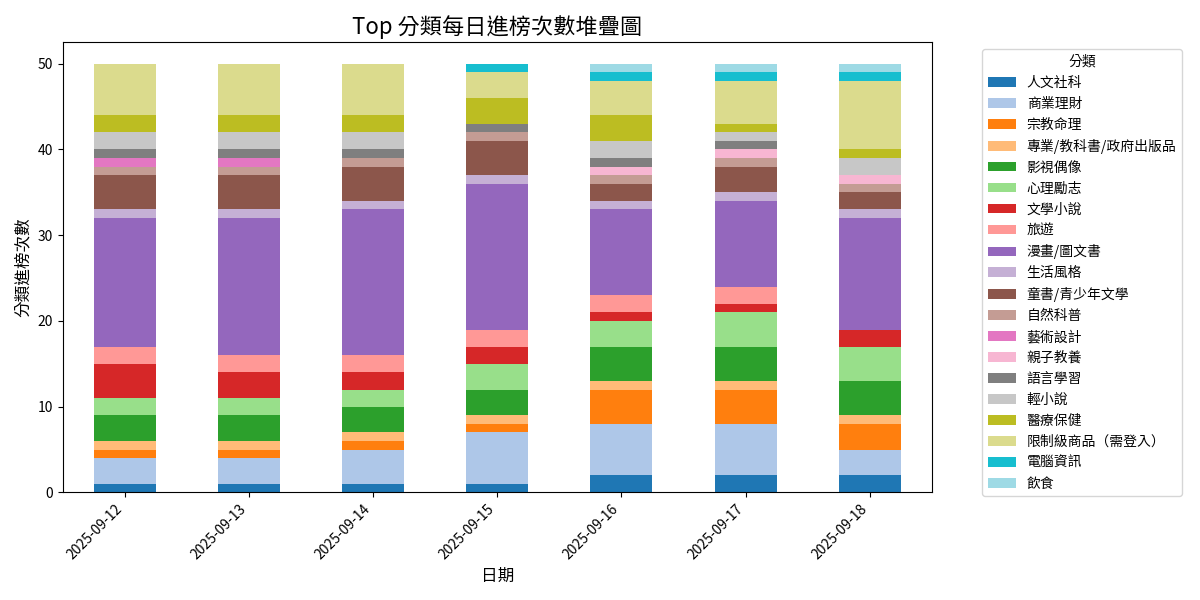 Top 分類每日進榜次數堆疊圖
分類進榜次數
50
40
30
20
10
0
2025-09-12
2025-09-13
2025-09-14
2025-09-15
2025-09-16
2025-09-17
2025-09-18
日期
分類
人文社科
商業理財
宗教命理
專業/教科書/政府出版品
影視偶像
心理勵志
文學小說
旅遊
漫畫/圖文書
生活風格
童書/青少年文學
自然科普
藝術設計
親子教養
語言學習
輕小說
醫療保健
限制級商品（需登入）
電腦資訊
飲食